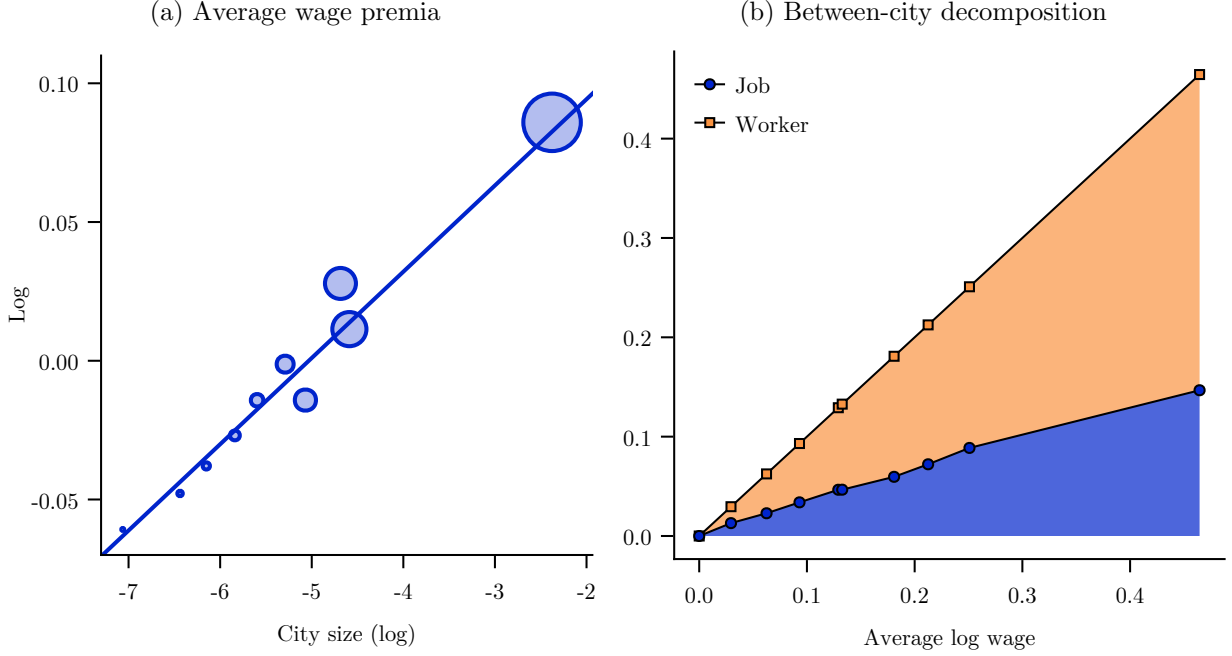 (a) Average wage premia
0.10
0.05
0.00
-0.05
Log
-7 -6 -5 -4 -3 -2
City size (log)
(b) Between-city decomposition
Job
Worker
0.4
0.3
0.2
0.1
0.0
0.0 0.1 0.2 0.3 0.4
Average log wage